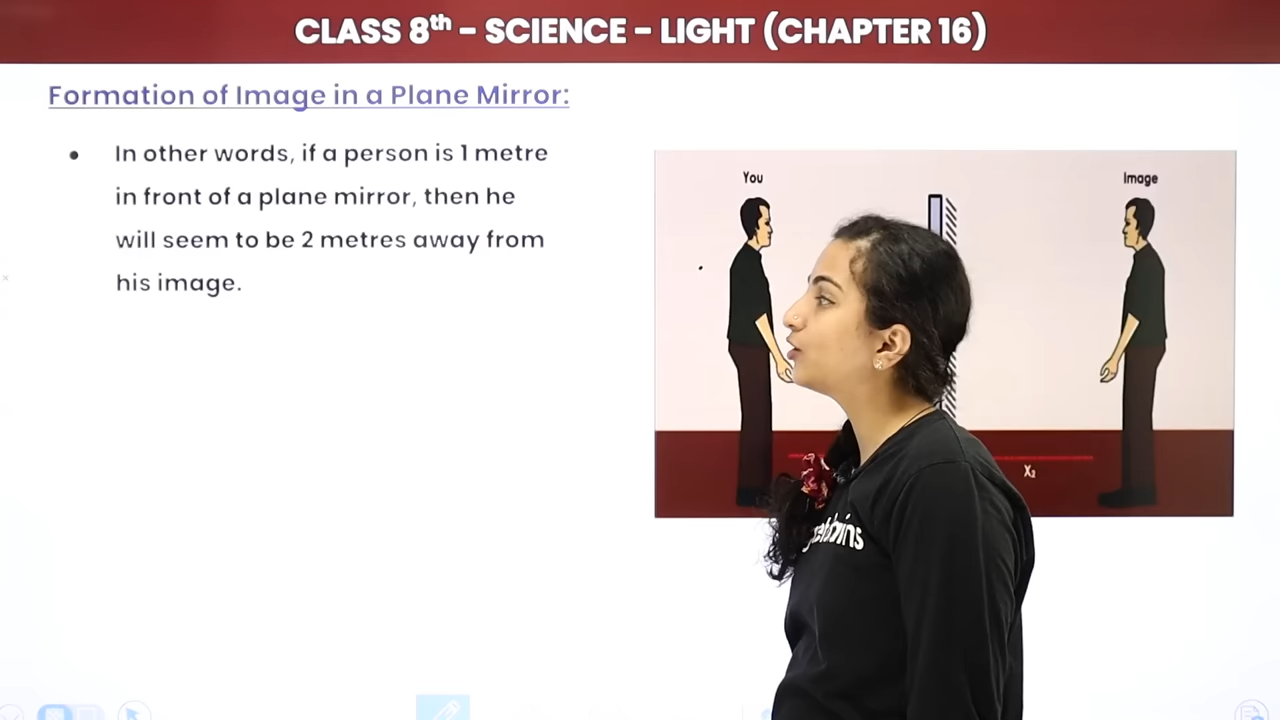 CLASS 8th - SCIENCE - LIGHT (CHAPTER 16)
Formation of Image in a Plane Mirror:
• In other words, if a person is 1 metre
in front of a plane mirror, then he
will seem to be 2 metres away from
his image.
You
Image
X₂